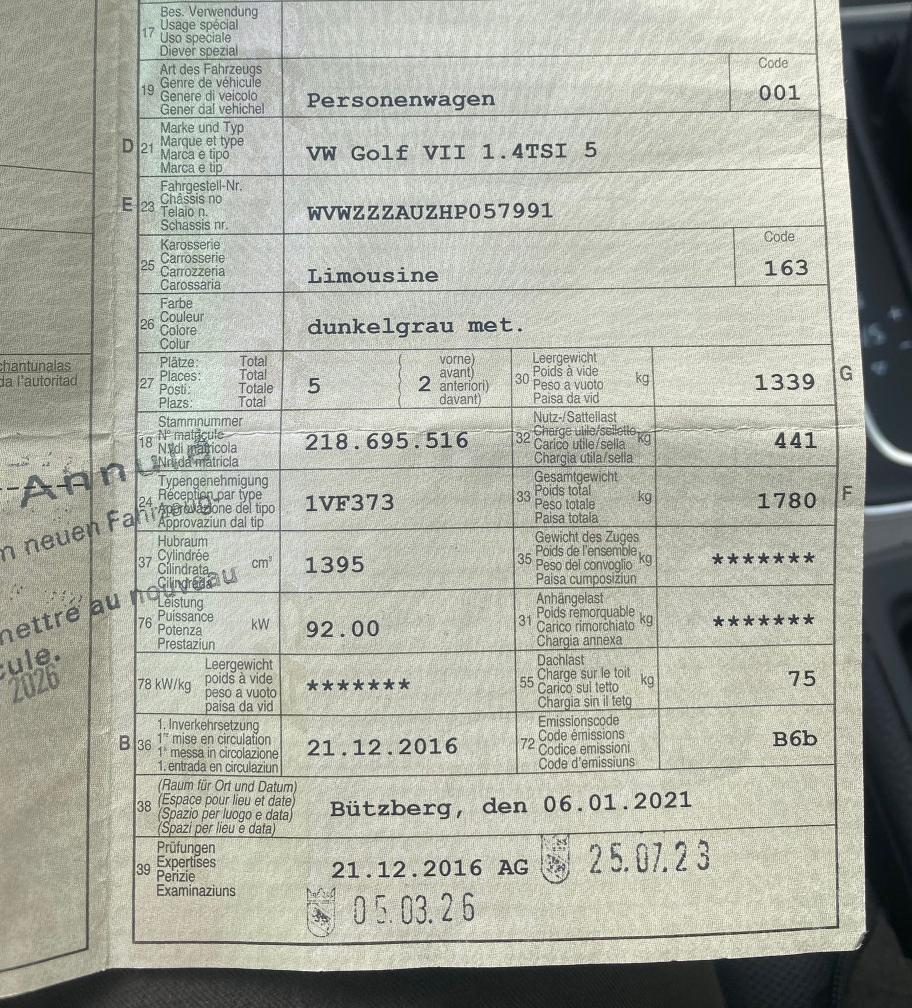 17 Bes. Verwendung
Usage spécial
Uso speciale
Diever spezial
19 Art des Fahrzeugs
Genre de véhicule
Genere di veicolo
Gener dal vehichel
Personenwagen
Code
001
D 21 Marke und Typ
Marque et type
Marca e tipo
Marca e tip
VW Golf VII 1.4TSI 5
E 23 Fahrgestell-Nr.
Châssis no
Telaio n.
Schassis nr.
WVWZZZAUZHP057991
25 Karosserie
Carrosserie
Carrozzeria
Carossaria
Limousine
Code
163
26 Farbe
Couleur
Colore
Colur
dunkelgrau met.
27 Plätze: Total
Places: Total
Posti: Totale
Plazs: Total
5
( 2 vorne)
( avant)
( anteriori)
( davant)
30 Leergewicht
Poids à vide
Peso a vuoto
Paisa da vid
kg
1339
G
18 Stammnummer
N° matricule
N. di matricola
Nr. da matricla
218.695.516
32 Nutz-/Sattellast
Charge utile/sellette
Carico utile/sella
Chargia utila/sella
kg
441
24 Typengenehmigung
Réception par type
Approvazione del tipo
Approvaziun dal tip
1VF373
33 Gesamtgewicht
Poids total
Peso totale
Paisa totala
kg
1780
F
37 Hubraum
Cylindrée
Cilindrata
Cilindrada
cm³
1395
35 Gewicht des Zuges
Poids de l'ensemble
Peso del convoglio
Paisa cumposiziun
kg
*******
76 Leistung
Puissance
Potenza
Prestaziun
kW
92.00
31 Anhängelast
Poids remorquable
Carico rimorchiato
Chargia annexa
kg
*******
78 kW/kg Leergewicht
poids à vide
peso a vuoto
paisa da vid
*******
55 Dachlast
Charge sur le toit
Carico sul tetto
Chargia sin il tetg
kg
75
B 36 1. Inverkehrsetzung
1re mise en circulation
1a messa in circolazione
1. entrada en circulaziun
21.12.2016
72 Emissionscode
Code émissions
Codice emissioni
Code d'emissiuns
B6b
38 (Raum für Ort und Datum)
(Espace pour lieu et date)
(Spazio per luogo e data)
(Spazi per lieu e data)
Bützberg, den 06.01.2021
39 Prüfungen
Expertises
Perizie
Examinaziuns
21.12.2016 AG 25.07.23
05.03.26
chantunalas
da l'autoritad
Annu
n neuen Fahrzeug
mettre au nouveau
cule.
2026